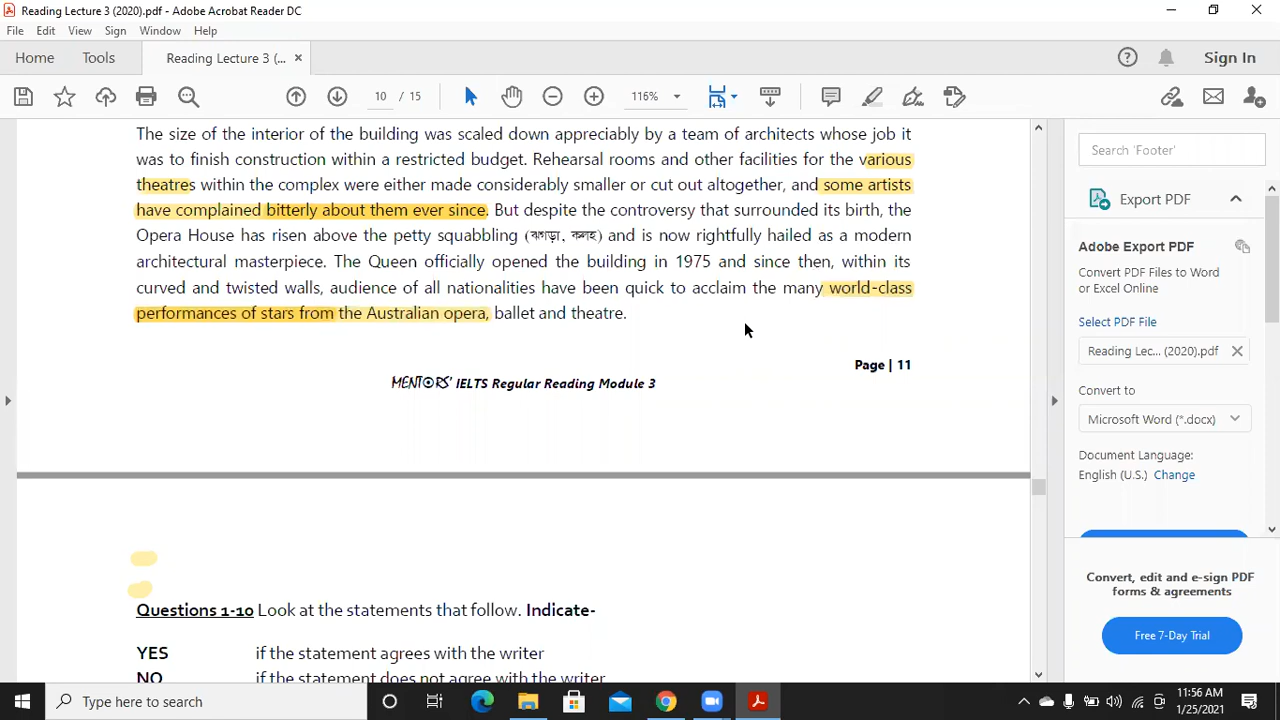 Reading Lecture 3 (2020).pdf - Adobe Acrobat Reader DC
File Edit View Sign Window Help
Home Tools Reading Lecture 3 (... × Sign In
10 / 15 116%
The size of the interior of the building was scaled down appreciably by a team of architects whose job it
was to finish construction within a restricted budget. Rehearsal rooms and other facilities for the various
theatres within the complex were either made considerably smaller or cut out altogether, and some artists
have complained bitterly about them ever since. But despite the controversy that surrounded its birth, the
Opera House has risen above the petty squabbling (ঝগড়া, কলহ) and is now rightfully hailed as a modern
architectural masterpiece. The Queen officially opened the building in 1975 and since then, within its
curved and twisted walls, audience of all nationalities have been quick to acclaim the many world-class
performances of stars from the Australian opera, ballet and theatre.
Page | 11
MENTORS' IELTS Regular Reading Module 3
Questions 1-10 Look at the statements that follow. Indicate-
YES if the statement agrees with the writer
NO if the statement does not agree with the writer
Search 'Footer'
Export PDF
Adobe Export PDF
Convert PDF Files to Word
or Excel Online
Select PDF File
Reading Lec... (2020).pdf
Convert to
Microsoft Word (*.docx)
Document Language:
English (U.S.) Change
Convert, edit and e-sign PDF
forms & agreements
Free 7-Day Trial
Type here to search
11:56 AM
1/25/2021